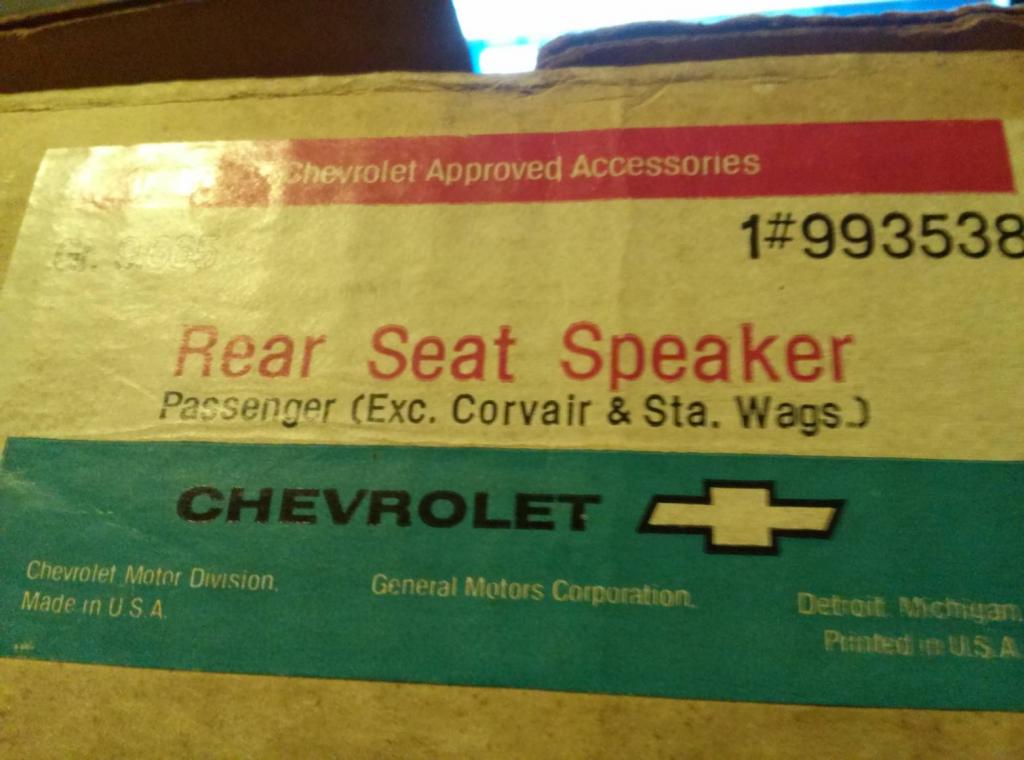 Chevrolet Approved Accessories
1#993538
Rear Seat Speaker
Passenger (Exc. Corvair & Sta. Wags.)
CHEVROLET
Chevrolet Motor Division,
General Motors Corporation,
Detroit, Michigan,
Made in U.S.A.
Printed in U.S.A.